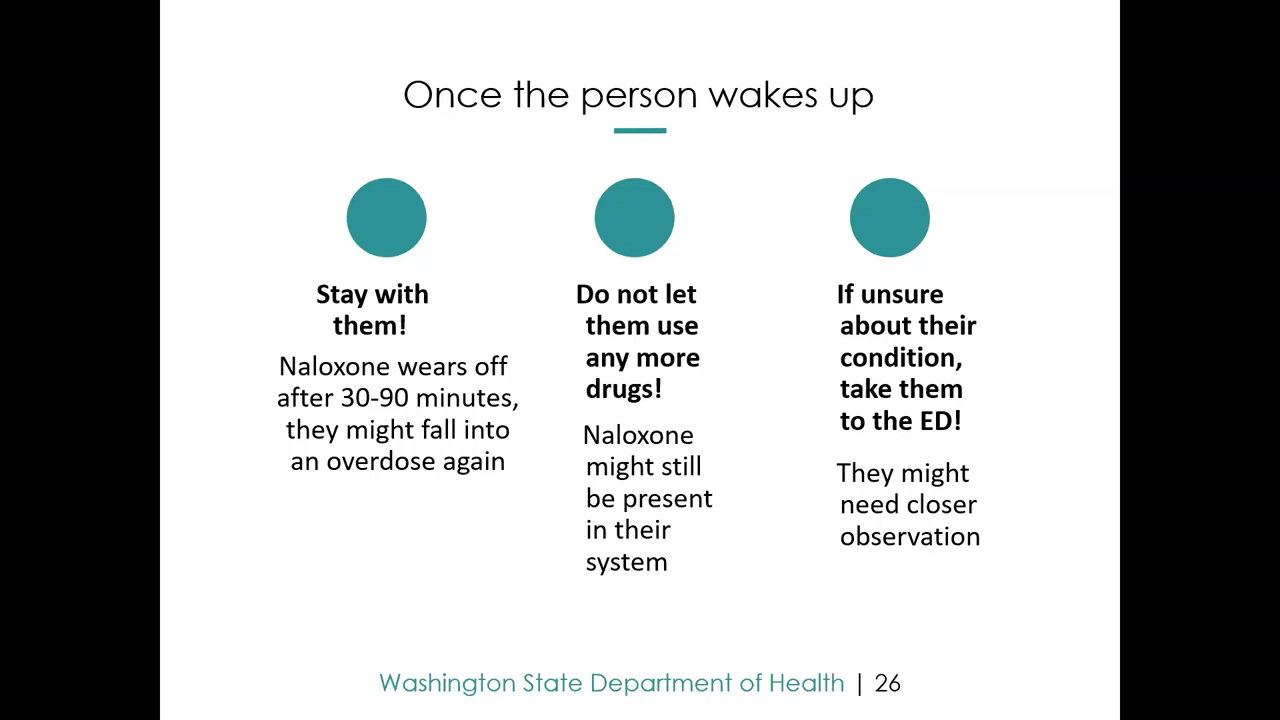 Once the person wakes up
Stay with
them!
Naloxone wears off
after 30-90 minutes,
they might fall into
an overdose again
Do not let
them use
any more
drugs!
Naloxone
might still
be present
in their
system
If unsure
about their
condition,
take them
to the ED!
They might
need closer
observation
Washington State Department of Health | 26